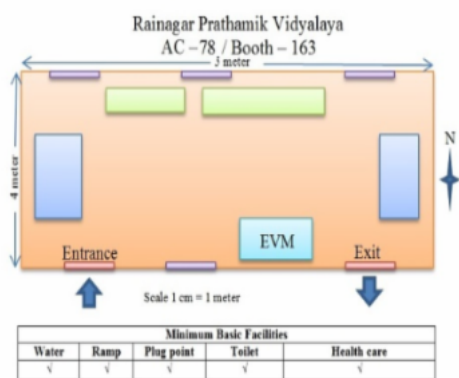 Rainagar Prathamik Vidyalaya
AC –78 / Booth – 163
3 meter
4 meter
N
EVM
Entrance
Exit
Scale 1 cm = 1 meter
Minimum Basic Facilities
Water Ramp Plug point Toilet Health care
√ √ √ √ √